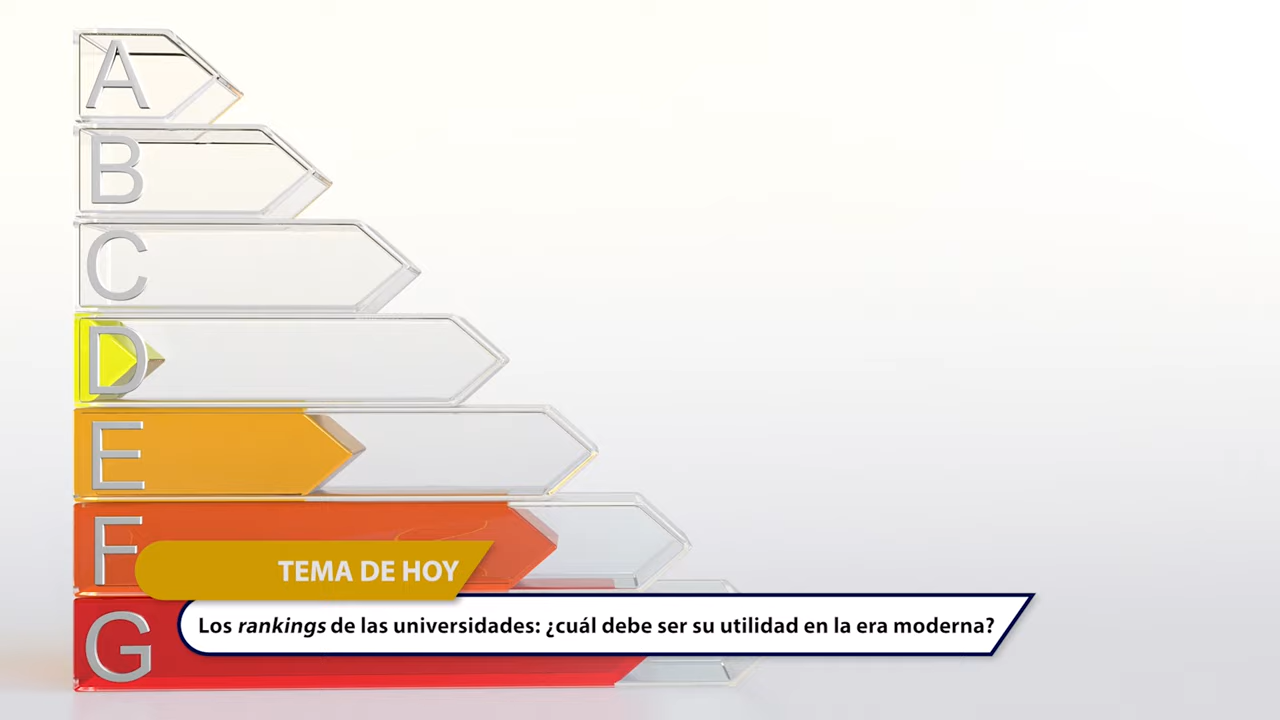 A
B
C
D
E
F
TEMA DE HOY
Los rankings de las universidades: ¿cuál debe ser su utilidad en la era moderna?
G